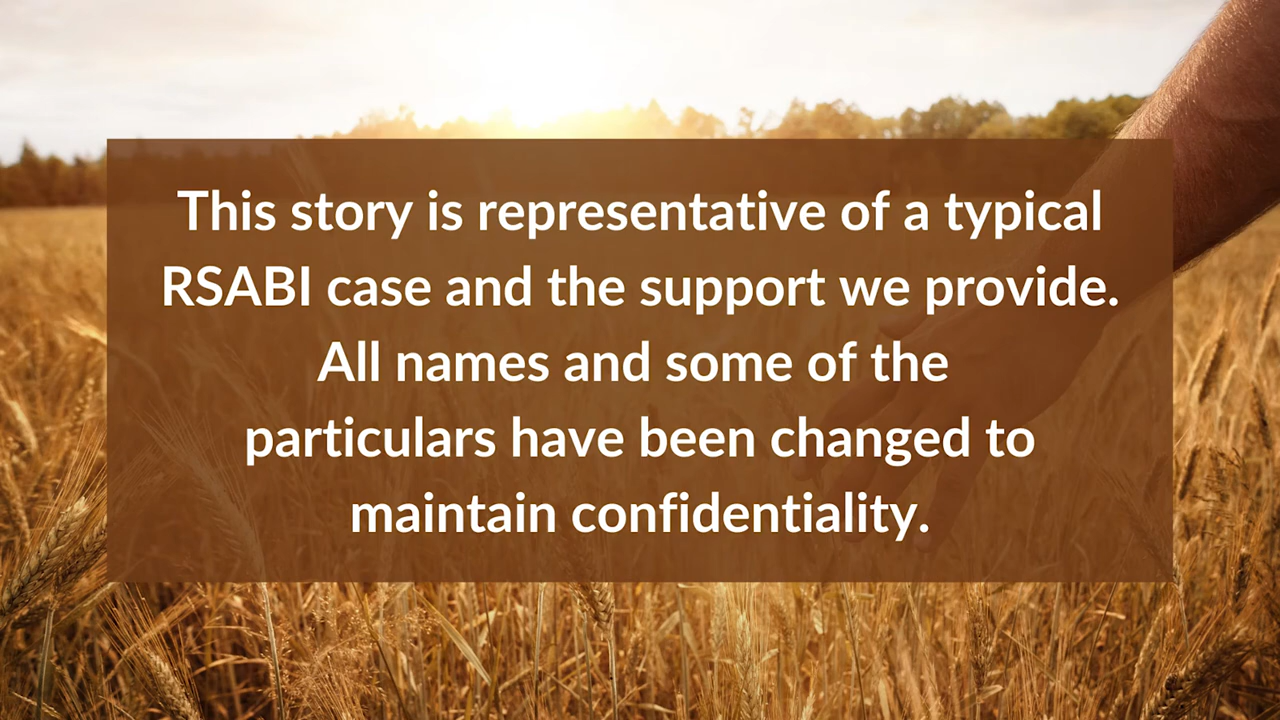 This story is representative of a typical
RSABI case and the support we provide.
All names and some of the
particulars have been changed to
maintain confidentiality.